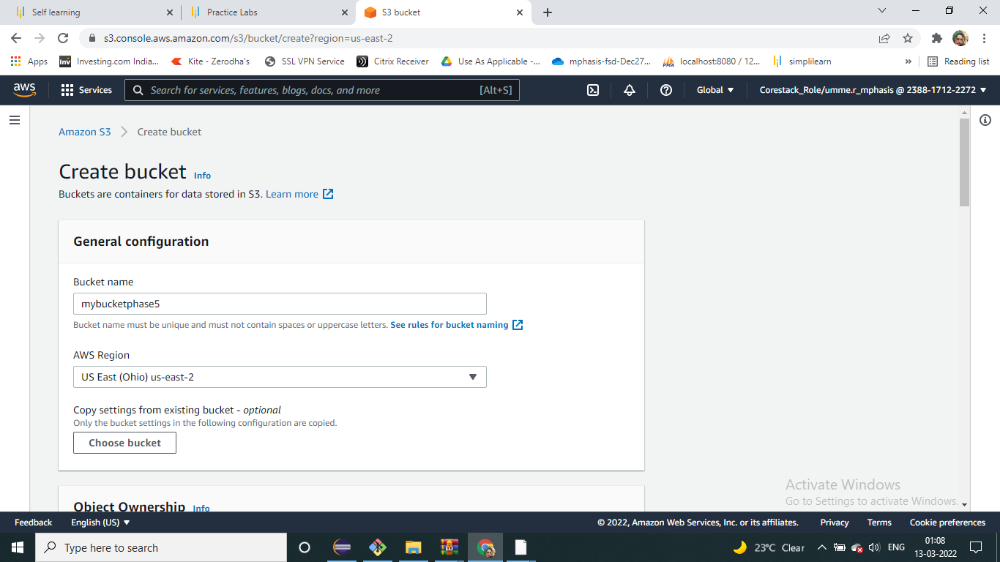 Self learning
Practice Labs
S3 bucket
s3.console.aws.amazon.com/s3/bucket/create?region=us-east-2
Apps
inv Investing.com India...
Kite - Zerodha's
SSL VPN Service
Citrix Receiver
Use As Applicable -...
mphasis-fsd-Dec27...
localhost:8080 / 12...
simplilearn
»
Reading list
aws
Services
Search for services, features, blogs, docs, and more [Alt+S]
Global
Corestack_Role/umme.r_mphasis @ 2388-1712-2272
Amazon S3
Create bucket
Create bucket Info
Buckets are containers for data stored in S3. Learn more
General configuration
Bucket name
mybucketphase5
Bucket name must be unique and must not contain spaces or uppercase letters. See rules for bucket naming
AWS Region
US East (Ohio) us-east-2
Copy settings from existing bucket - optional
Only the bucket settings in the following configuration are copied.
Choose bucket
Object Ownership Info
Activate Windows
Go to Settings to activate Windows.
Feedback
English (US)
© 2022, Amazon Web Services, Inc. or its affiliates.
Privacy
Terms
Cookie preferences
Type here to search
23°C Clear
ENG
01:08
13-03-2022